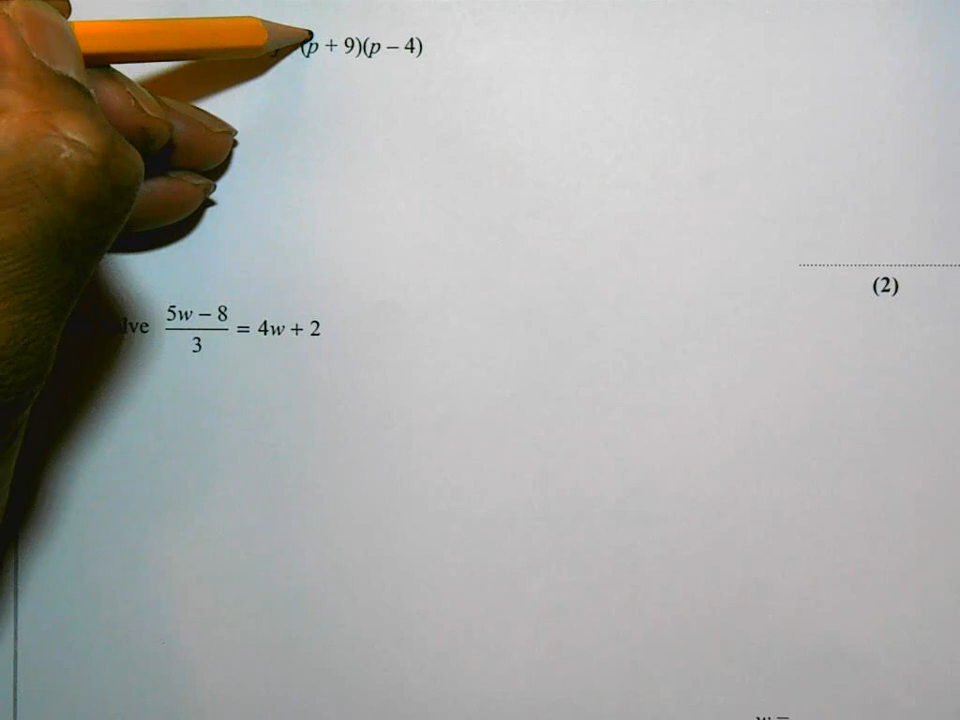 (p + 9)(p – 4)
(2)
5w – 8
3
= 4w + 2
w =